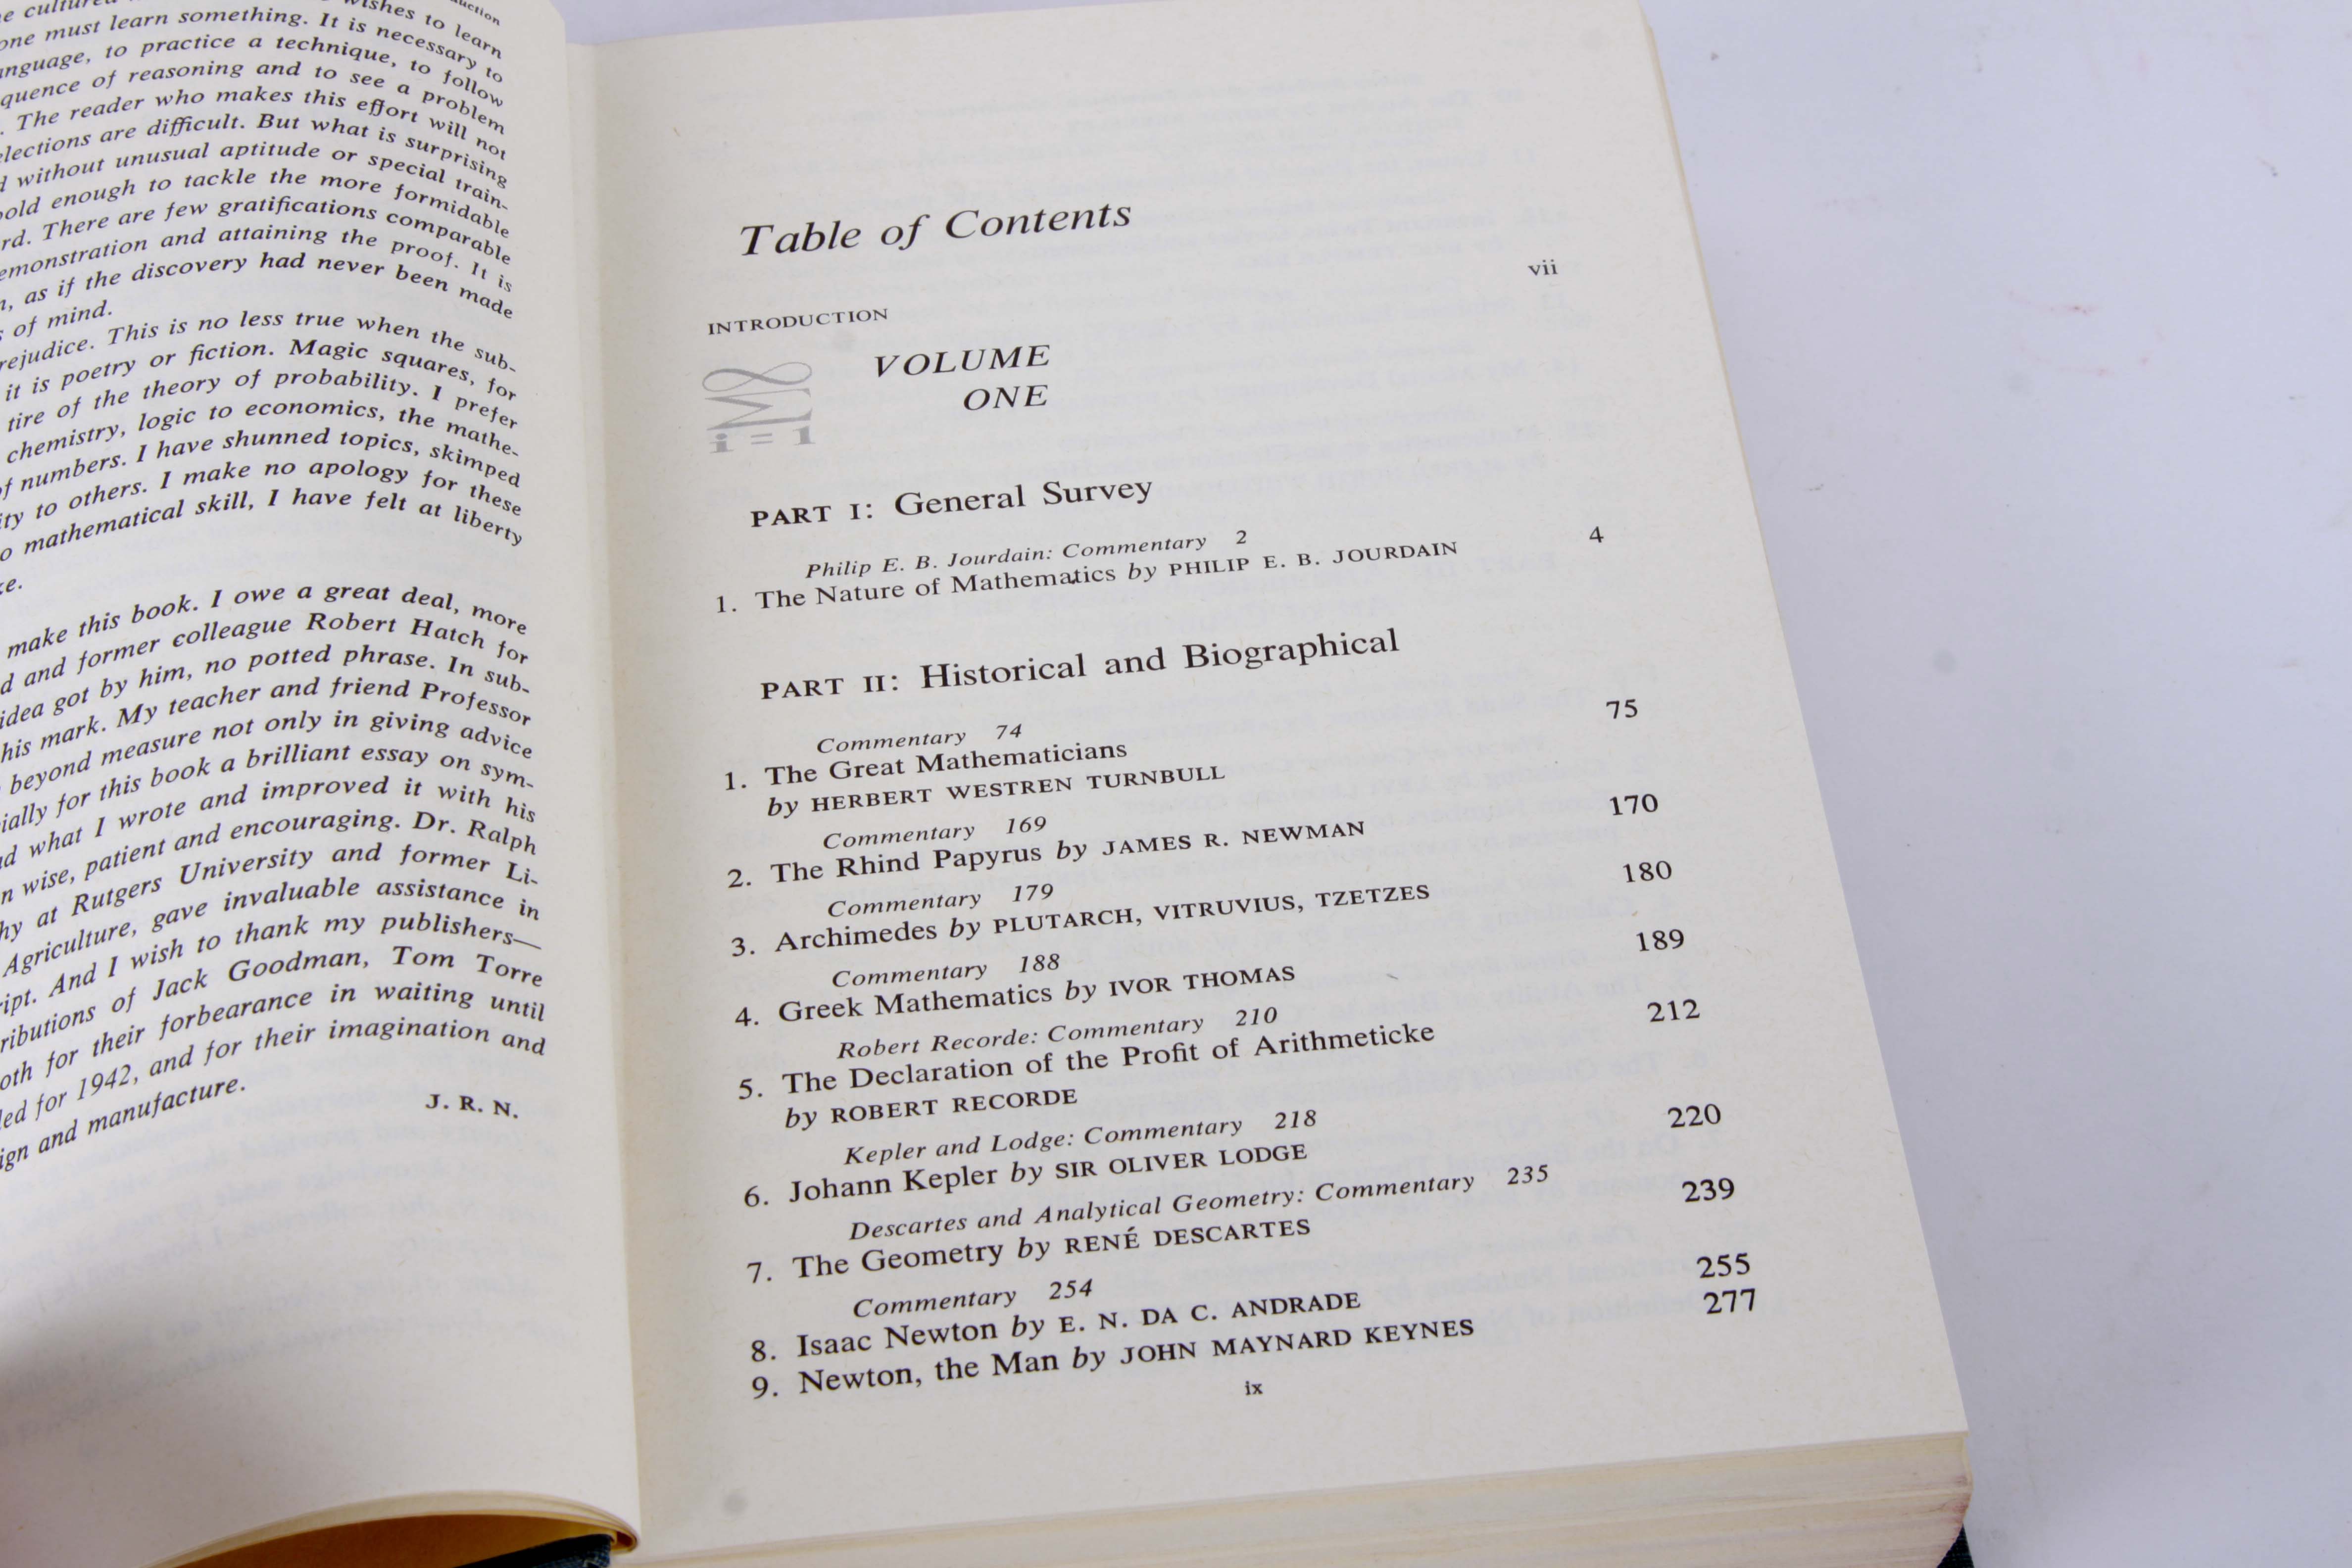 one must learn something. It is necessary to
to practice a technique, to follow
of reasoning and to see a problem
. The reader who makes this effort will not
are difficult. But what is surprising
without unusual aptitude or special train-
enough to tackle the more formidable
There are few gratifications comparable
and attaining the proof. It is
, as if the discovery had never been made
of mind.
This is no less true when the sub-
it is poetry or fiction. Magic squares, for
tire of the theory of probability. I prefer
chemistry, logic to economics, the mathe-
numbers. I have shunned topics, skimped
to others. I make no apology for these
mathematical skill, I have felt at liberty
make this book. I owe a great deal, more
and former colleague Robert Hatch for
idea got by him, no potted phrase. In sub-
his mark. My teacher and friend Professor
beyond measure not only in giving advice
for this book a brilliant essay on sym-
what I wrote and improved it with his
wise, patient and encouraging. Dr. Ralph
at Rutgers University and former Li-
Agriculture, gave invaluable assistance in
And I wish to thank my publishers—
of Jack Goodman, Tom Torre
for their forbearance in waiting until
for 1942, and for their imagination and
and manufacture.
J. R. N.
Table of Contents
INTRODUCTION vii
i = 1
VOLUME
ONE
PART I: General Survey
Philip E. B. Jourdain: Commentary 2
1. The Nature of Mathematics by PHILIP E. B. JOURDAIN 4
PART II: Historical and Biographical
Commentary 74
1. The Great Mathematicians 75
by HERBERT WESTREN TURNBULL
Commentary 169
2. The Rhind Papyrus by JAMES R. NEWMAN 170
Commentary 179
3. Archimedes by PLUTARCH, VITRUVIUS, TZETZES 180
Commentary 188
4. Greek Mathematics by IVOR THOMAS 189
Robert Recorde: Commentary 210
5. The Declaration of the Profit of Arithmeticke 212
by ROBERT RECORDE
Kepler and Lodge: Commentary 218
6. Johann Kepler by SIR OLIVER LODGE 220
Descartes and Analytical Geometry: Commentary 235
7. The Geometry by RENÉ DESCARTES 239
Commentary 254
8. Isaac Newton by E. N. DA C. ANDRADE 255
9. Newton, the Man by JOHN MAYNARD KEYNES 277
ix